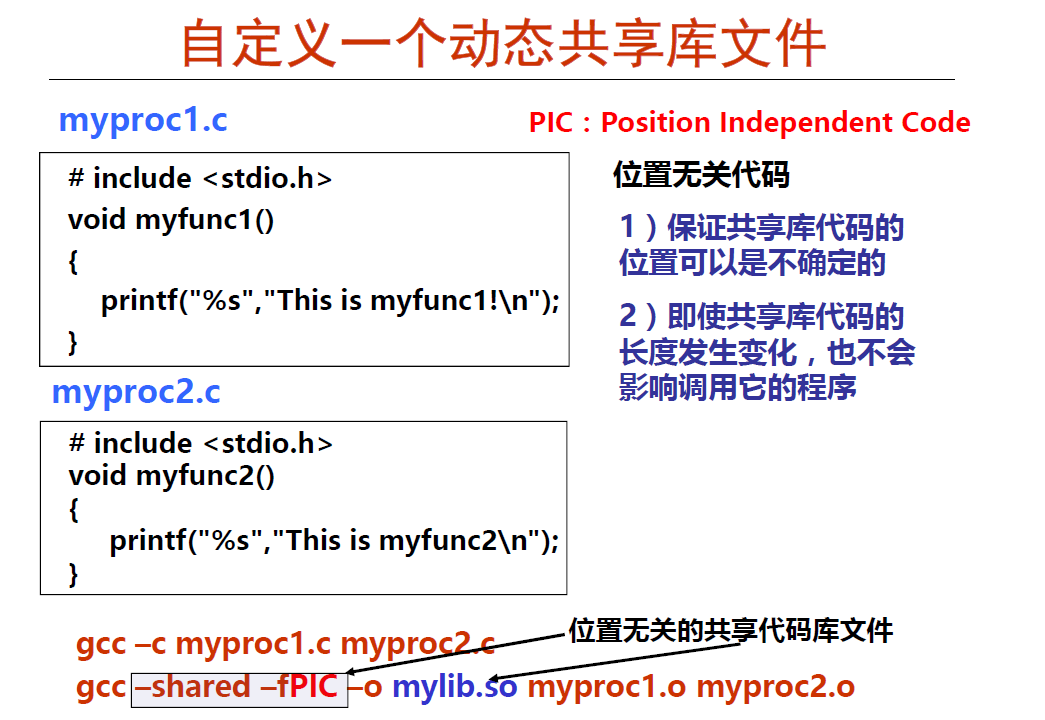 自定义一个动态共享库文件
myproc1.c
PIC：Position Independent Code
# include <stdio.h>
void myfunc1()
{
printf("%s","This is myfunc1!\n");
}
位置无关代码
1）保证共享库代码的
位置可以是不确定的
2）即使共享库代码的
长度发生变化，也不会
影响调用它的程序
myproc2.c
# include <stdio.h>
void myfunc2()
{
printf("%s","This is myfunc2\n");
}
位置无关的共享代码库文件
gcc –c myproc1.c myproc2.c
gcc –shared –fPIC –o mylib.so myproc1.o myproc2.o